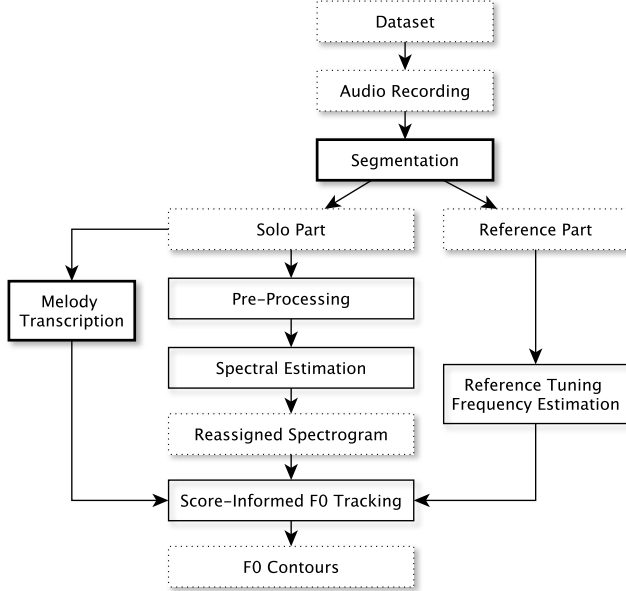 Dataset
Audio Recording
Segmentation
Solo Part
Reference Part
Melody
Transcription
Pre-Processing
Spectral Estimation
Reference Tuning
Frequency Estimation
Reassigned Spectrogram
Score-Informed F0 Tracking
F0 Contours